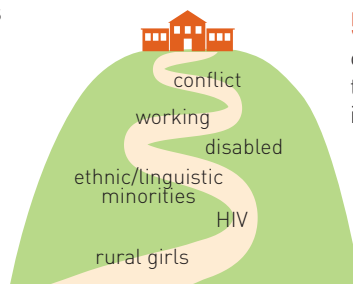 conflict
working
disabled
ethnic/linguistic
minorities
HIV
rural girls